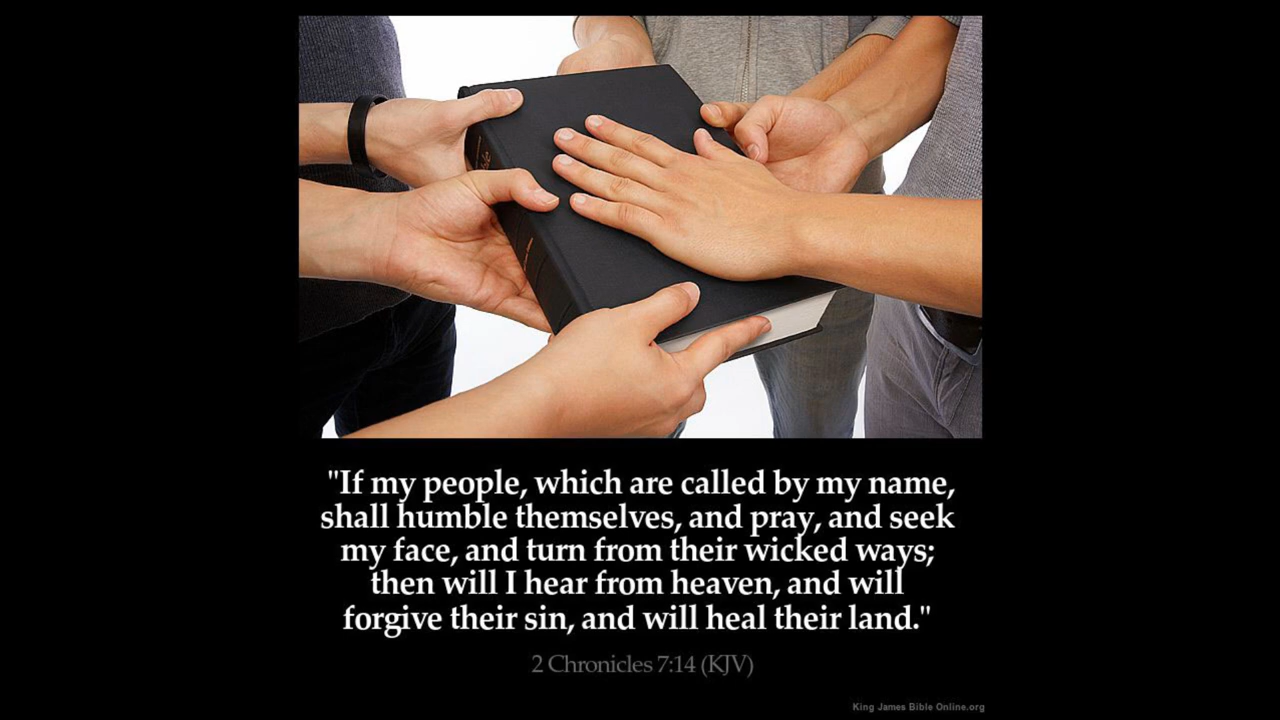 "If my people, which are called by my name,
shall humble themselves, and pray, and seek
my face, and turn from their wicked ways;
then will I hear from heaven, and will
forgive their sin, and will heal their land."
2 Chronicles 7:14 (KJV)
King James Bible Online.org